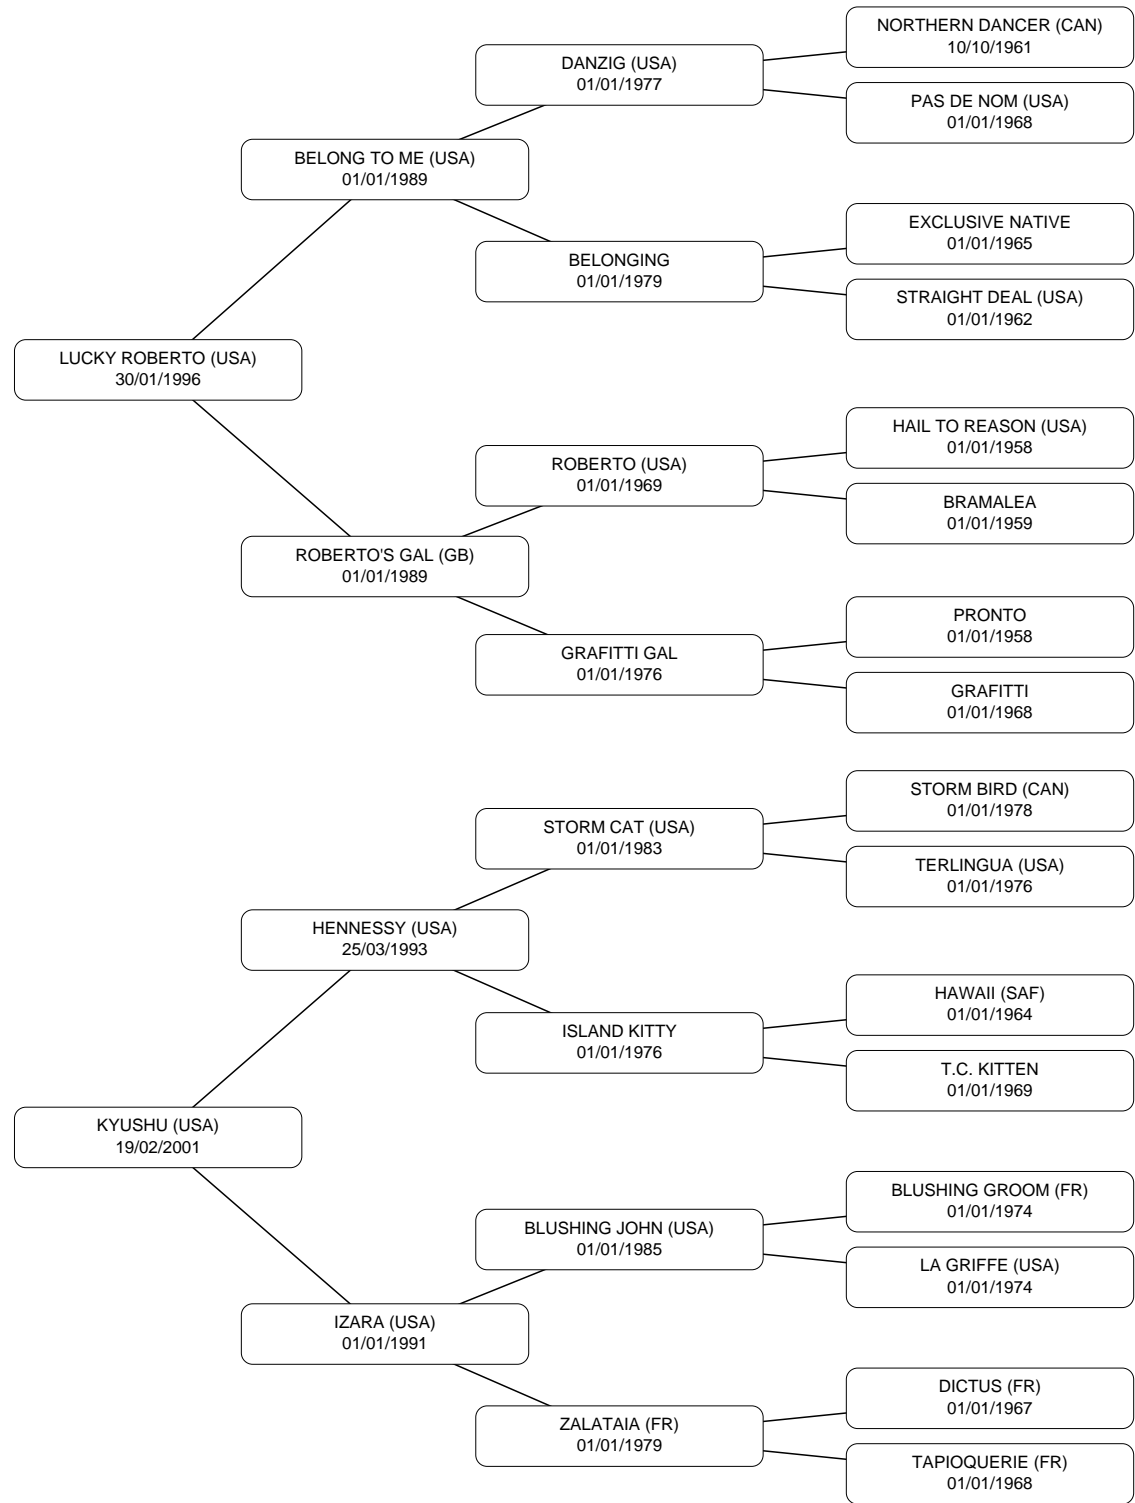 NORTHERN DANCER (CAN)
10/10/1961
DANZIG (USA)
01/01/1977
PAS DE NOM (USA)
01/01/1968
BELONG TO ME (USA)
01/01/1989
EXCLUSIVE NATIVE
01/01/1965
BELONGING
01/01/1979
STRAIGHT DEAL (USA)
01/01/1962
LUCKY ROBERTO (USA)
30/01/1996
HAIL TO REASON (USA)
01/01/1958
ROBERTO (USA)
01/01/1969
BRAMALEA
01/01/1959
ROBERTO'S GAL (GB)
01/01/1989
PRONTO
01/01/1958
GRAFITTI GAL
01/01/1976
GRAFITTI
01/01/1968
STORM BIRD (CAN)
01/01/1978
STORM CAT (USA)
01/01/1983
TERLINGUA (USA)
01/01/1976
HENNESSY (USA)
25/03/1993
HAWAII (SAF)
01/01/1964
ISLAND KITTY
01/01/1976
T.C. KITTEN
01/01/1969
KYUSHU (USA)
19/02/2001
BLUSHING GROOM (FR)
01/01/1974
BLUSHING JOHN (USA)
01/01/1985
LA GRIFFE (USA)
01/01/1974
IZARA (USA)
01/01/1991
DICTUS (FR)
01/01/1967
ZALATAIA (FR)
01/01/1979
TAPIOQUERIE (FR)
01/01/1968